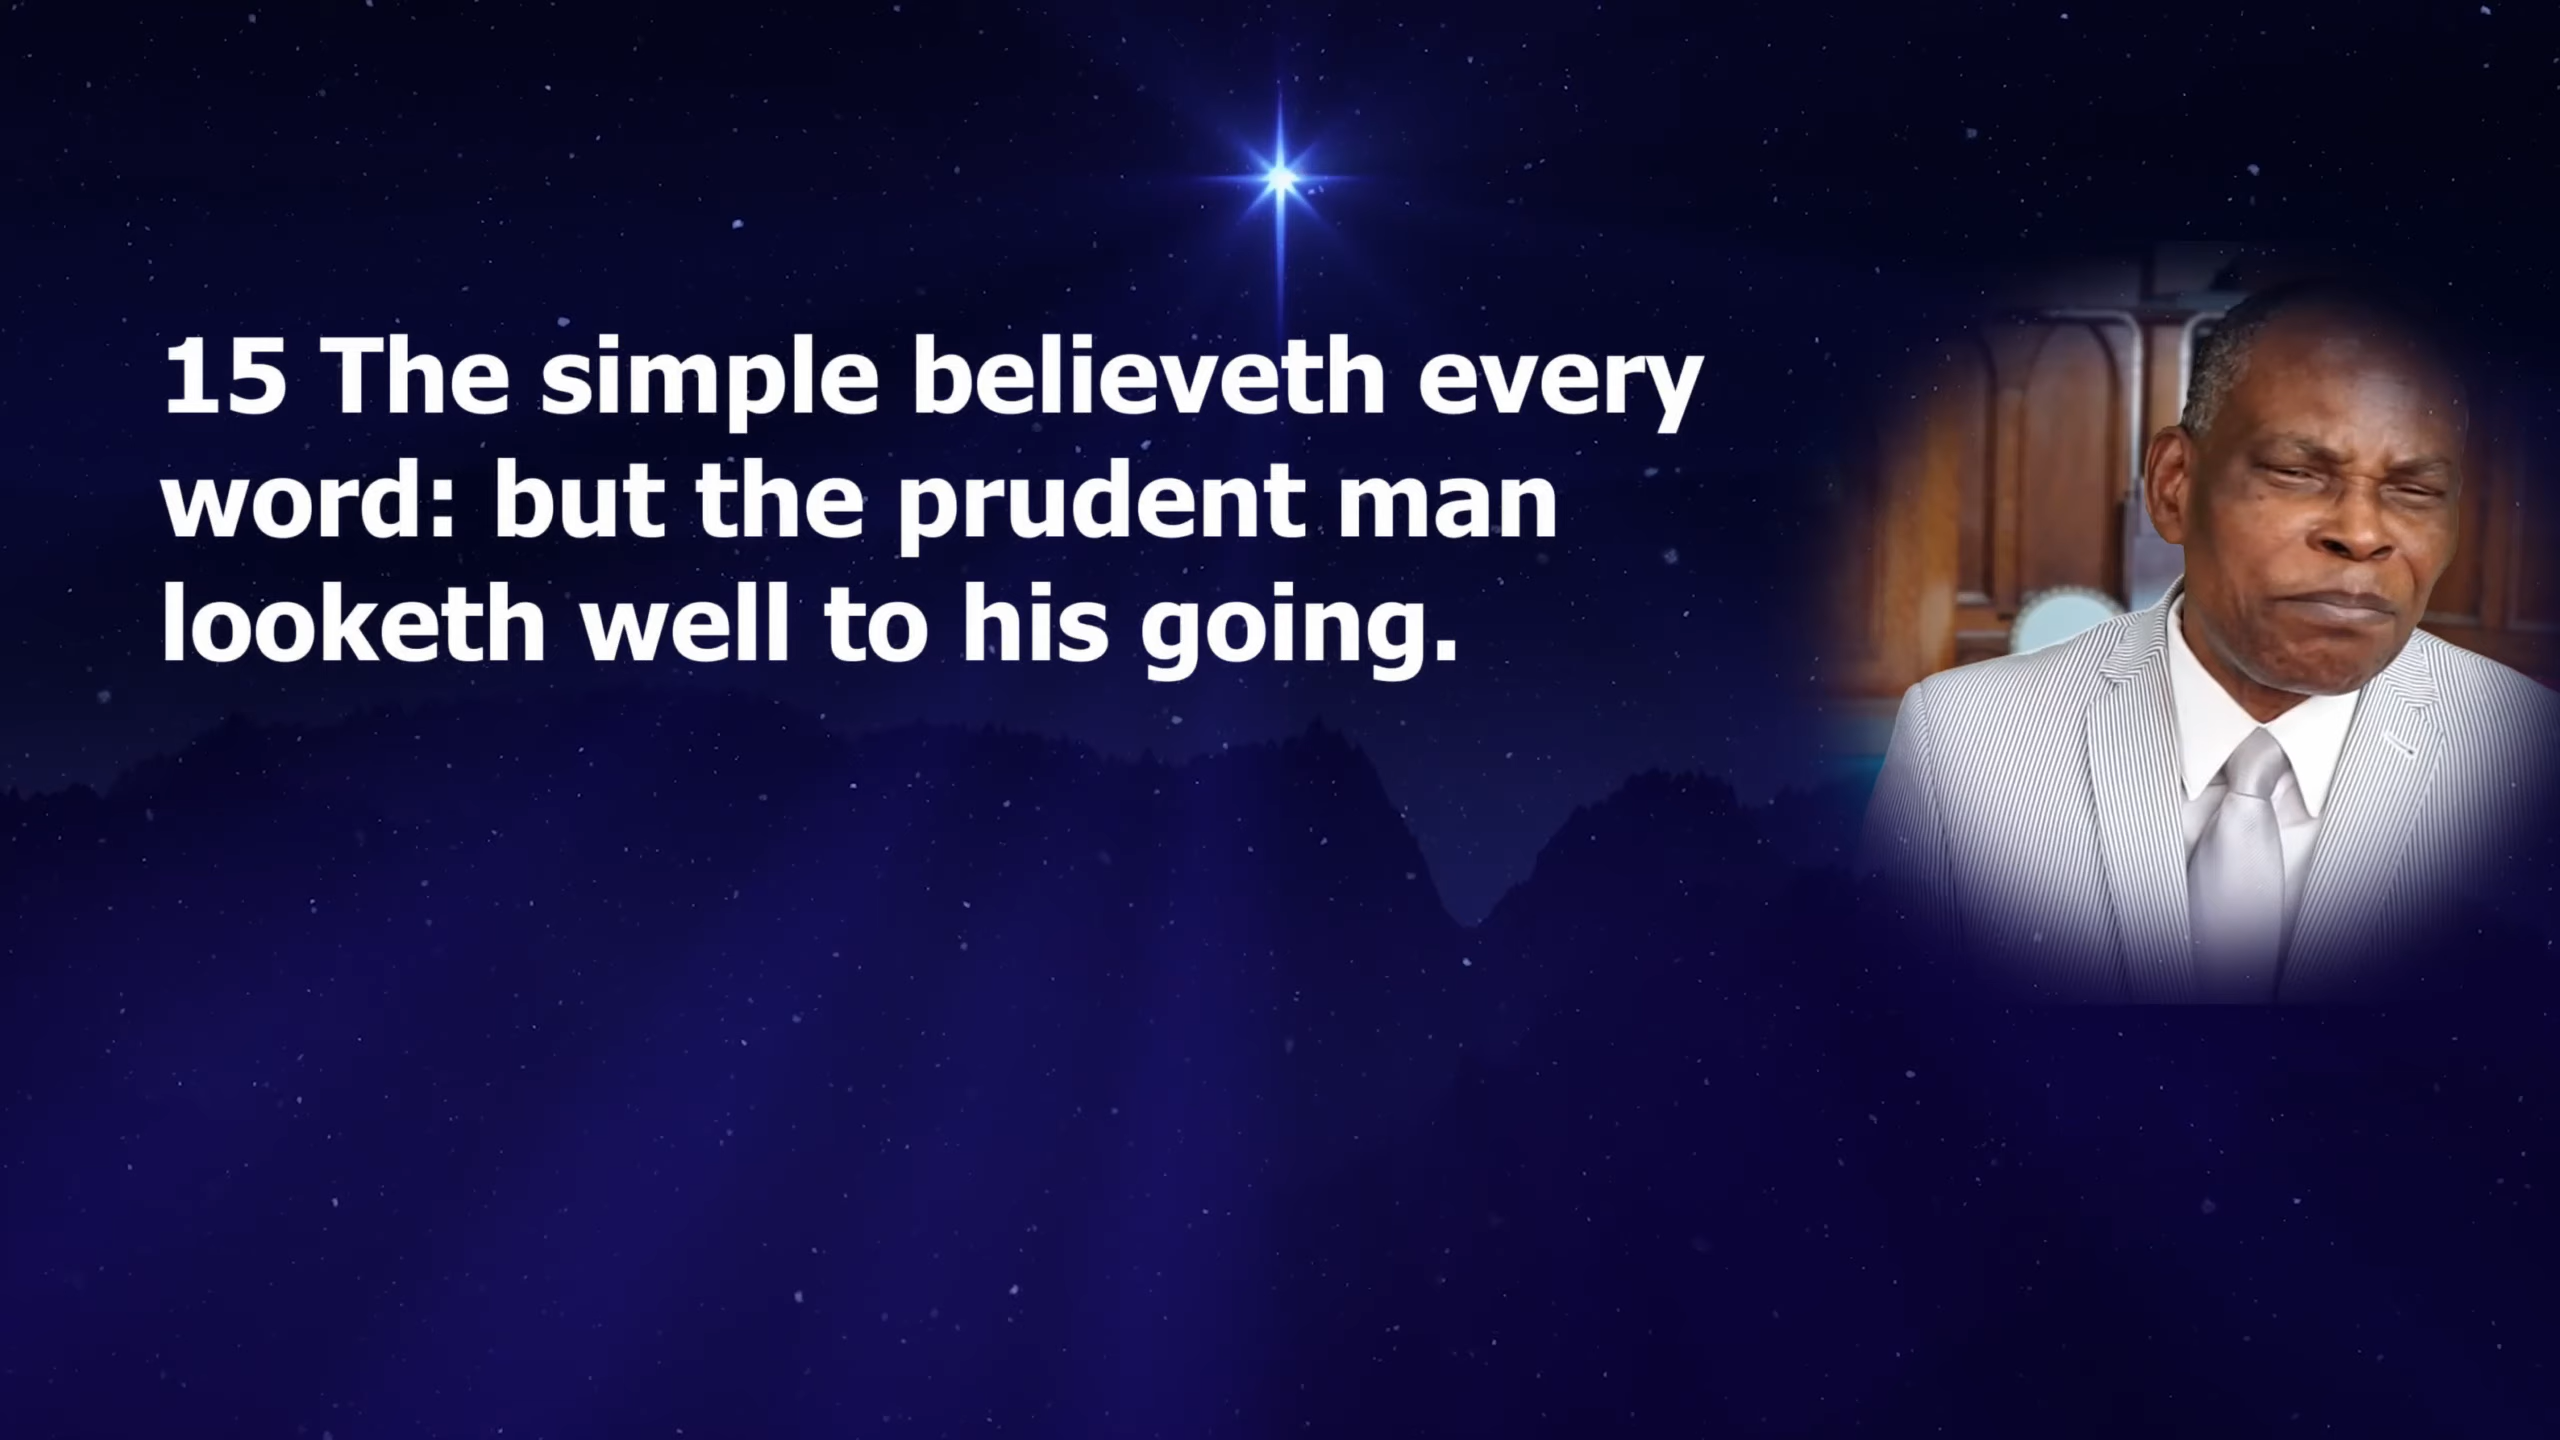 15 The simple believeth every
word: but the prudent man
looketh well to his going.